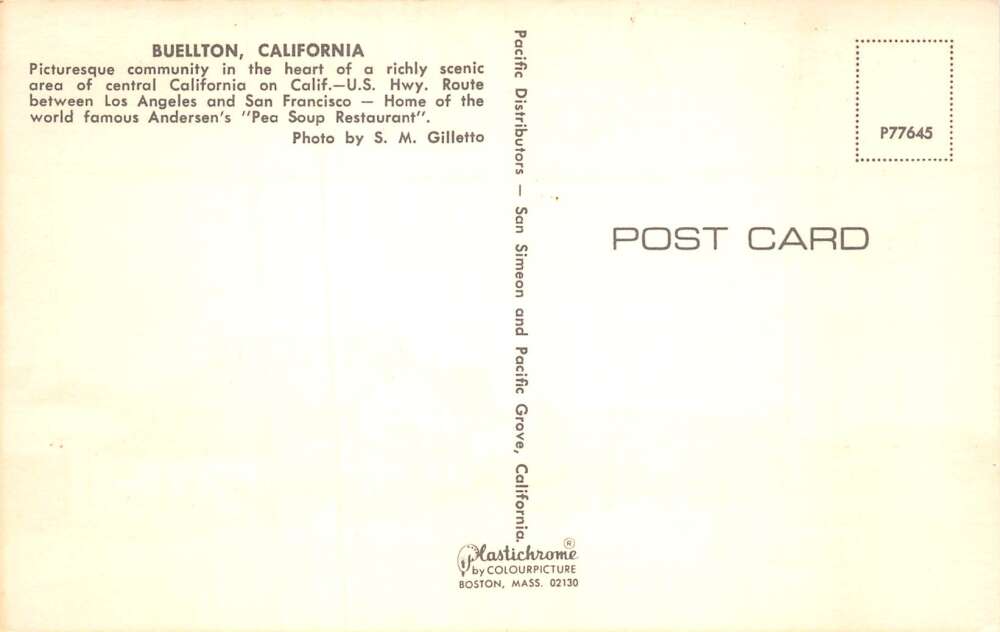 BUELLTON, CALIFORNIA
Picturesque community in the heart of a richly scenic
area of central California on Calif.—U.S. Hwy. Route
between Los Angeles and San Francisco — Home of the
world famous Andersen's "Pea Soup Restaurant".
Photo by S. M. Gilletto
Pacific Distributors — San Simeon and Pacific Grove, California.
P77645
POST CARD
Plastichrome ®
by COLOURPICTURE
BOSTON, MASS. 02130